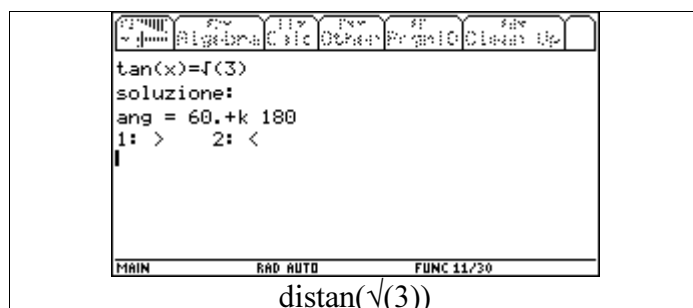 Algebra Calc Other PrgmIO Clean Up
tan(x)=√(3)
soluzione:
ang = 60.+k 180
1: > 2: <
MAIN RAD AUTO FUNC 11/30
distan(√(3))